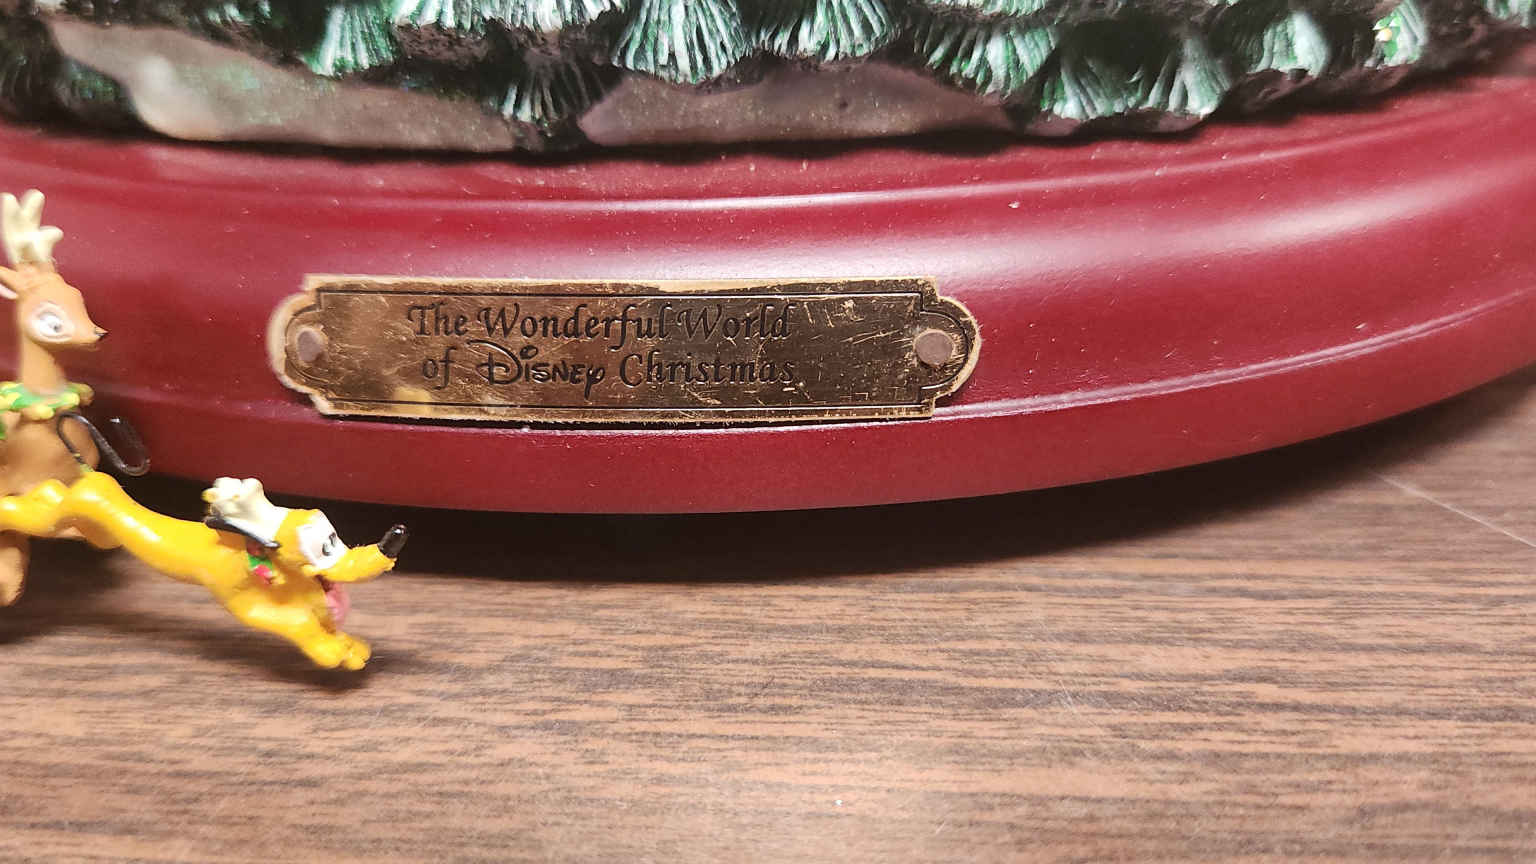 The Wonderful World
of Disney Christmas